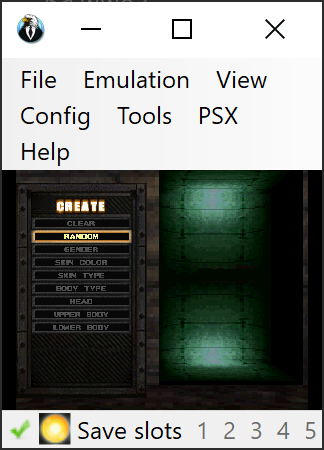 File Emulation View
Config Tools PSX
Help
CREATE
CLEAR
RANDOM
GENDER
SKIN COLOR
SKIN TYPE
BODY TYPE
HEAD
UPPER BODY
LOWER BODY
Save slots 1 2 3 4 5